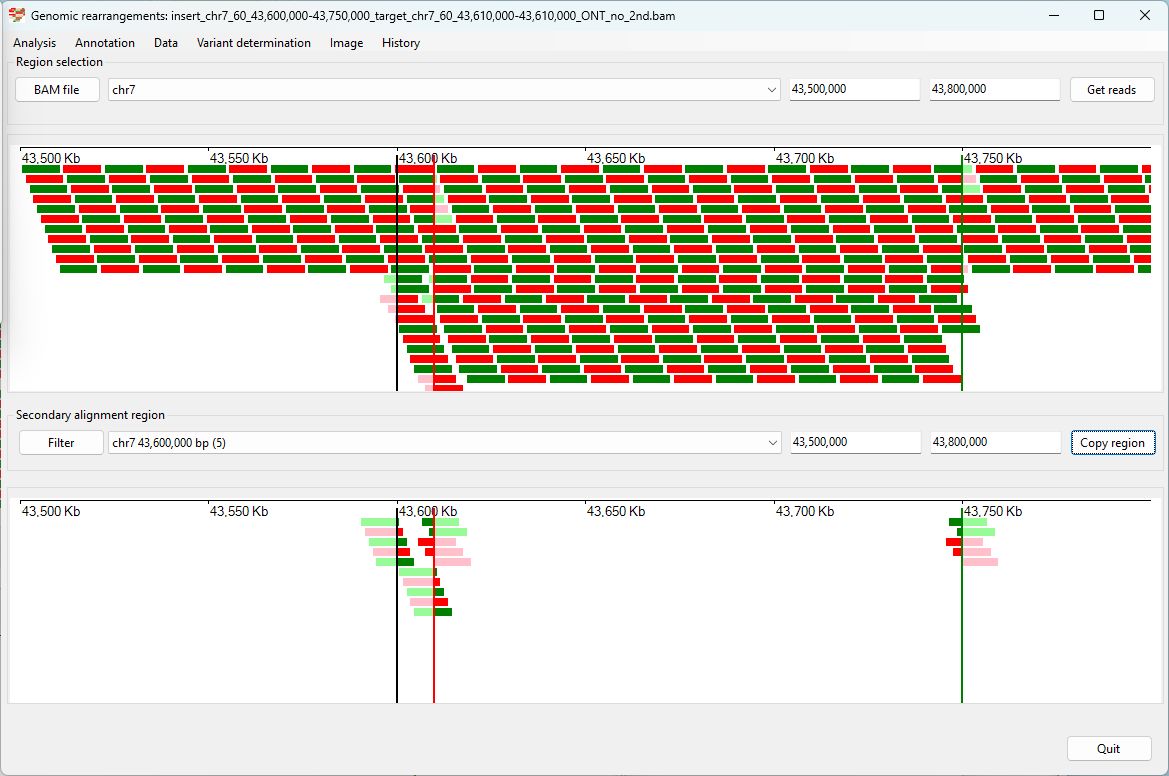 Genomic rearrangements: insert_chr7_60_43,600,000-43,750,000_target_chr7_60_43,610,000-43,610,000_ONT_no_2nd.bam
Analysis Annotation Data Variant determination Image History
Region selection
BAM file chr7 43,500,000 43,800,000 Get reads
43,500 Kb 43,550 Kb 43,600 Kb 43,650 Kb 43,700 Kb 43,750 Kb
Secondary alignment region
Filter chr7 43,600,000 bp (5) 43,500,000 43,800,000 Copy region
43,500 Kb 43,550 Kb 43,600 Kb 43,650 Kb 43,700 Kb 43,750 Kb
Quit